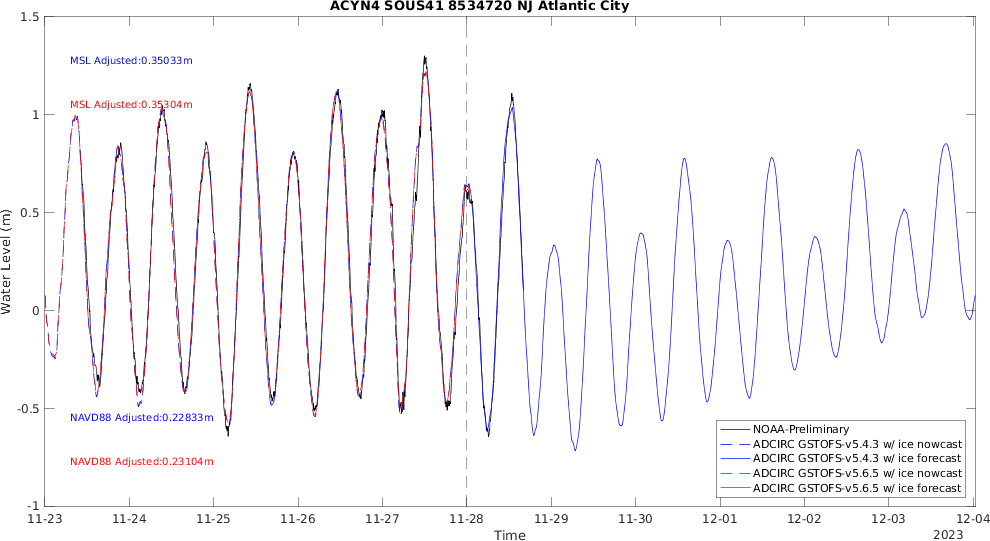 ACYN4 SOUS41 8534720 NJ Atlantic City
1.5
1
0.5
0
-0.5
-1
Water Level (m)
MSL Adjusted:0.35033m
MSL Adjusted:0.35304m
NAVD88 Adjusted:0.22833m
NAVD88 Adjusted:0.23104m
NOAA-Preliminary
ADCIRC GSTOFS-v5.4.3 w/ ice nowcast
ADCIRC GSTOFS-v5.4.3 w/ ice forecast
ADCIRC GSTOFS-v5.6.5 w/ ice nowcast
ADCIRC GSTOFS-v5.6.5 w/ ice forecast
11-23 11-24 11-25 11-26 11-27 11-28 11-29 11-30 12-01 12-02 12-03 12-04
Time
2023